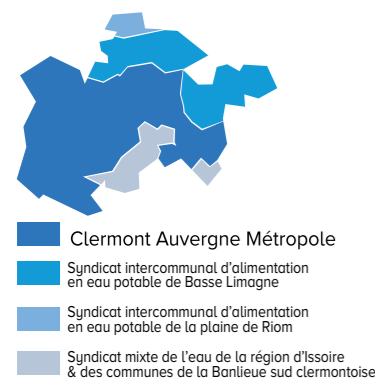 Clermont Auvergne Métropole
Syndicat intercommunal d'alimentation
en eau potable de Basse Limagne
Syndicat intercommunal d'alimentation
en eau potable de la plaine de Riom
Syndicat mixte de l'eau de la région d'Issoire
& des communes de la Banlieue sud clermontoise